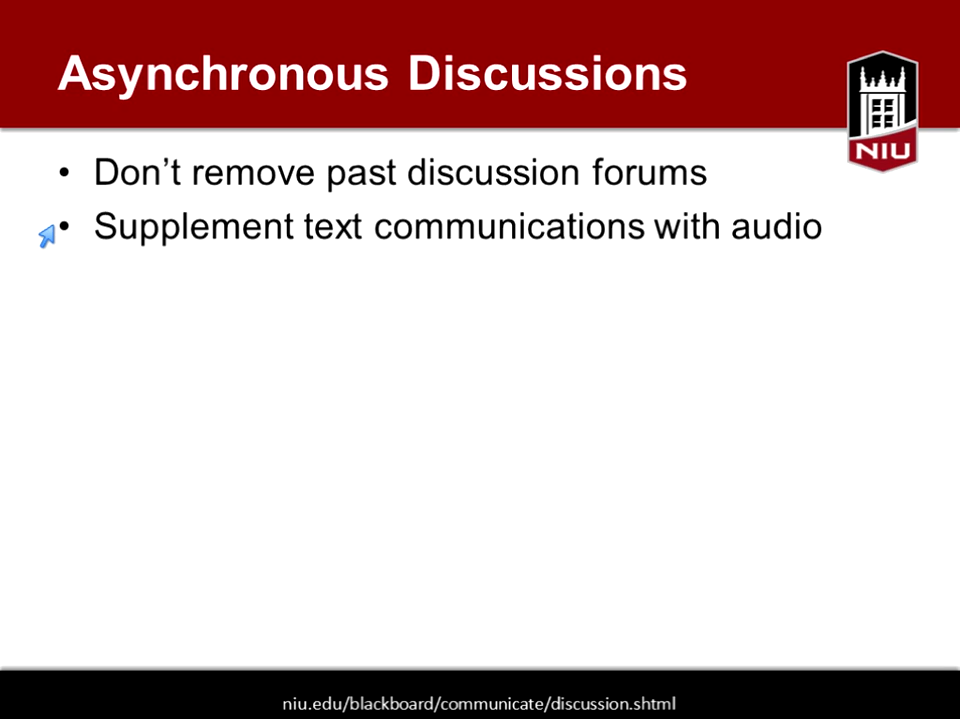 Asynchronous Discussions
NIU
• Don’t remove past discussion forums
• Supplement text communications with audio
niu.edu/blackboard/communicate/discussion.shtml